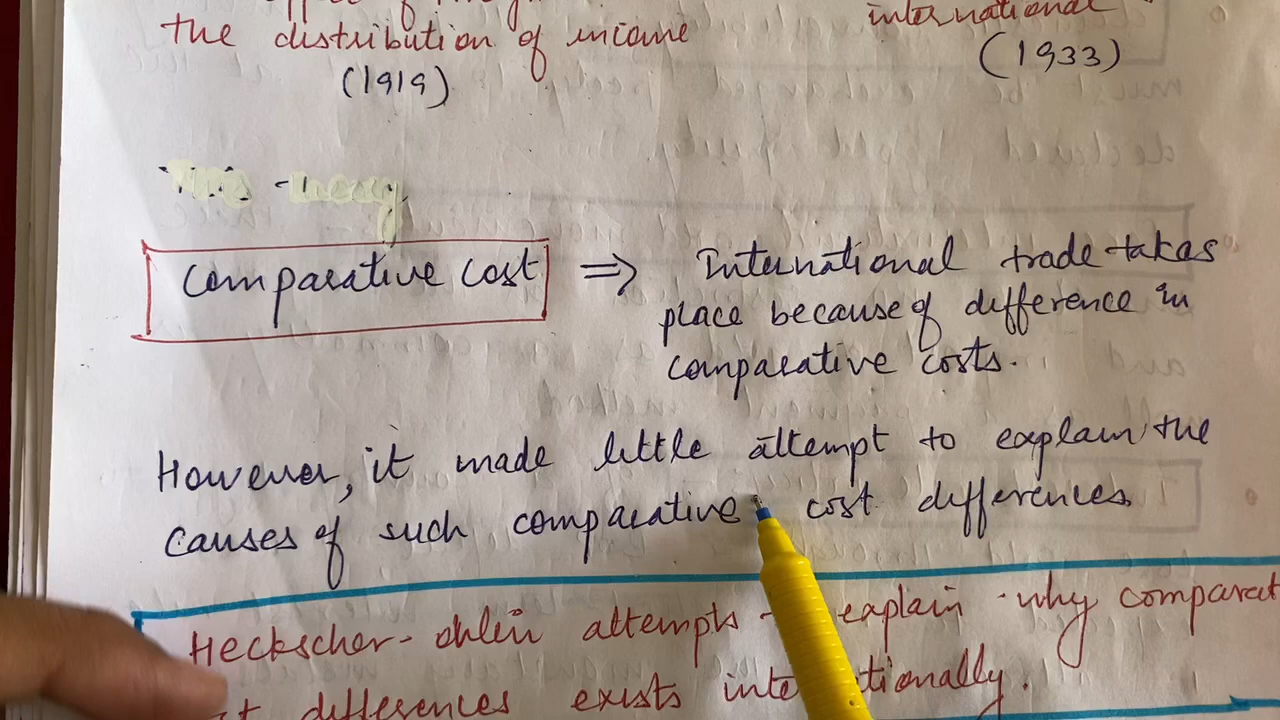 the distribution of income
(1919)
international
(1933)
Comparative Cost ⇒ International trade takes
place because of difference in
comparative costs.
However, it made little attempt to explain the
causes of such comparative cost differences.
Heckscher-ohlin attempts explain why comparat
differences exists internationally.